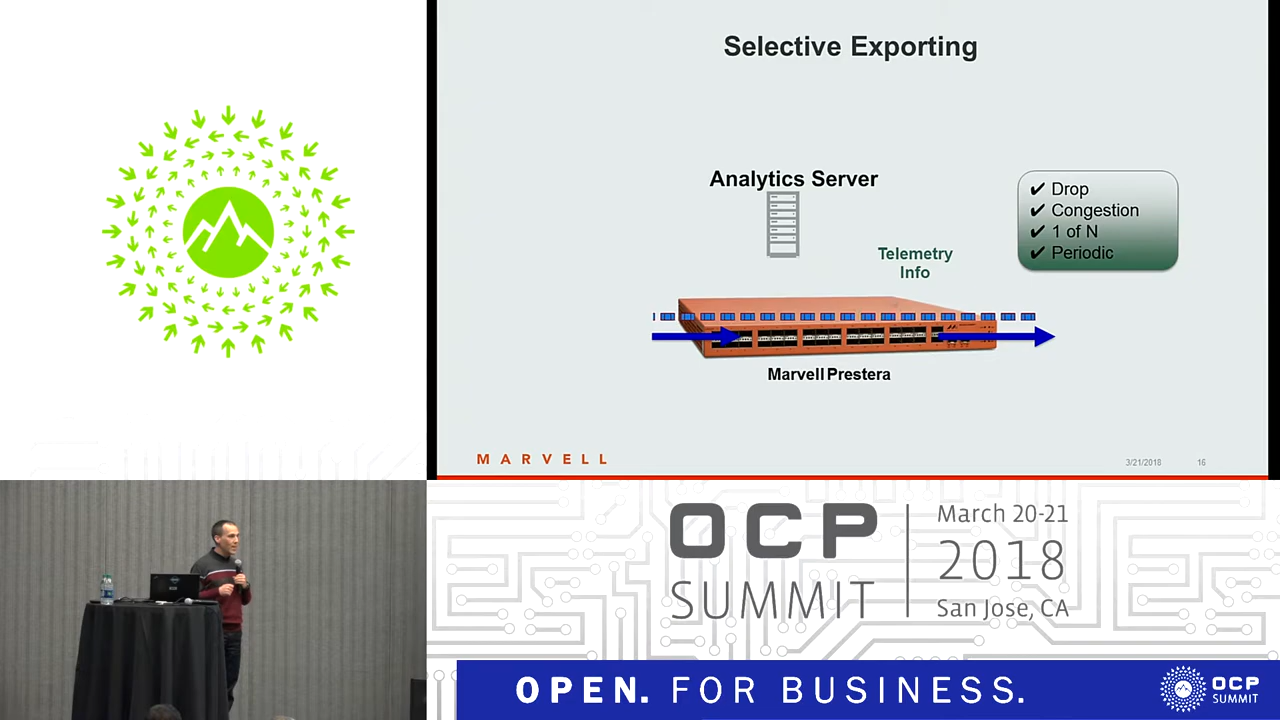 Selective Exporting
Analytics Server
✔ Drop
✔ Congestion
✔ 1 of N
✔ Periodic
Telemetry
Info
Marvell Prestera
MARVELL
3/21/2018 16
OCP
SUMMIT
March 20-21
2018
San Jose, CA
OPEN. FOR BUSINESS.
OCP
SUMMIT